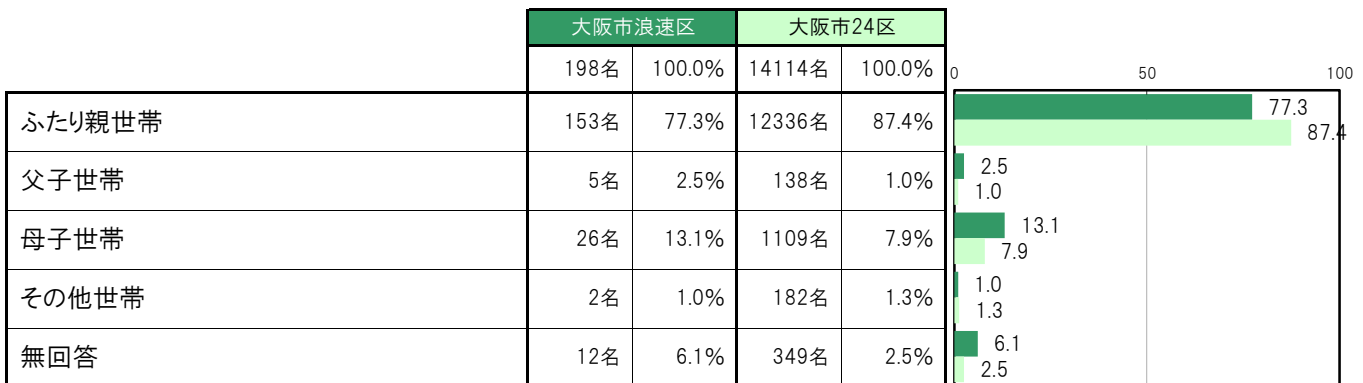 大阪市浪速区 大阪市24区
198名 100.0% 14114名 100.0% 0 50 100
ふたり親世帯 153名 77.3% 12336名 87.4% 77.3
87.4
父子世帯 5名 2.5% 138名 1.0% 2.5
1.0
母子世帯 26名 13.1% 1109名 7.9% 13.1
7.9
その他世帯 2名 1.0% 182名 1.3% 1.0
1.3
無回答 12名 6.1% 349名 2.5% 6.1
2.5